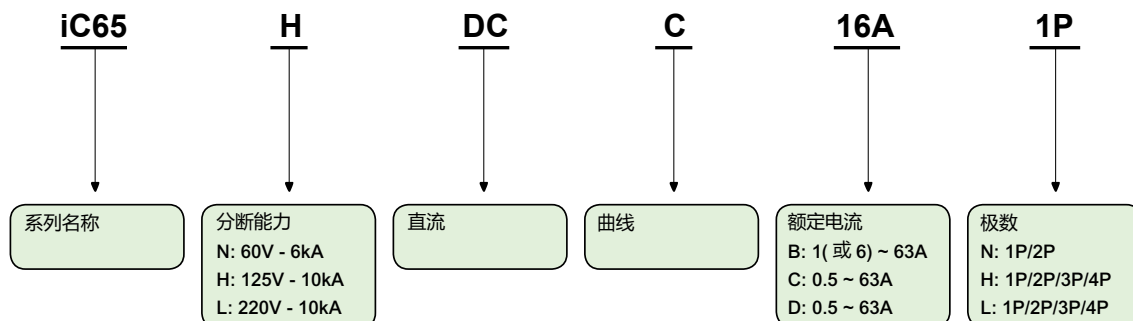 iC65 H DC C 16A 1P
系列名称
分断能力
N: 60V - 6kA
H: 125V - 10kA
L: 220V - 10kA
直流
曲线
额定电流
B: 1( 或 6) ~ 63A
C: 0.5 ~ 63A
D: 0.5 ~ 63A
极数
N: 1P/2P
H: 1P/2P/3P/4P
L: 1P/2P/3P/4P